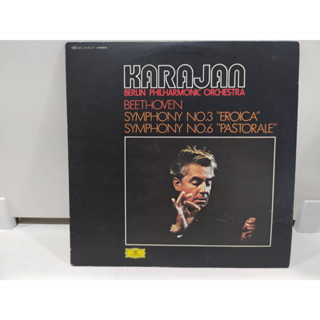 KARAJAN
BERLIN PHILHARMONIC ORCHESTRA
BEETHOVEN
SYMPHONY NO.3 "EROICA"
SYMPHONY NO.6 "PASTORALE"